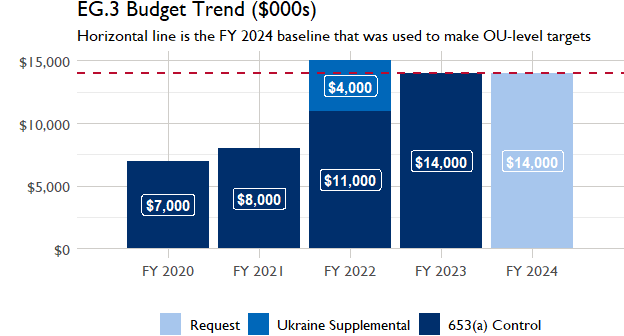 EG.3 Budget Trend ($000s)
Horizontal line is the FY 2024 baseline that was used to make OU-level targets
$15,000
$10,000
$5,000
$0
$7,000
$8,000
$4,000
$11,000
$14,000
$14,000
FY 2020 FY 2021 FY 2022 FY 2023 FY 2024
Request Ukraine Supplemental 653(a) Control